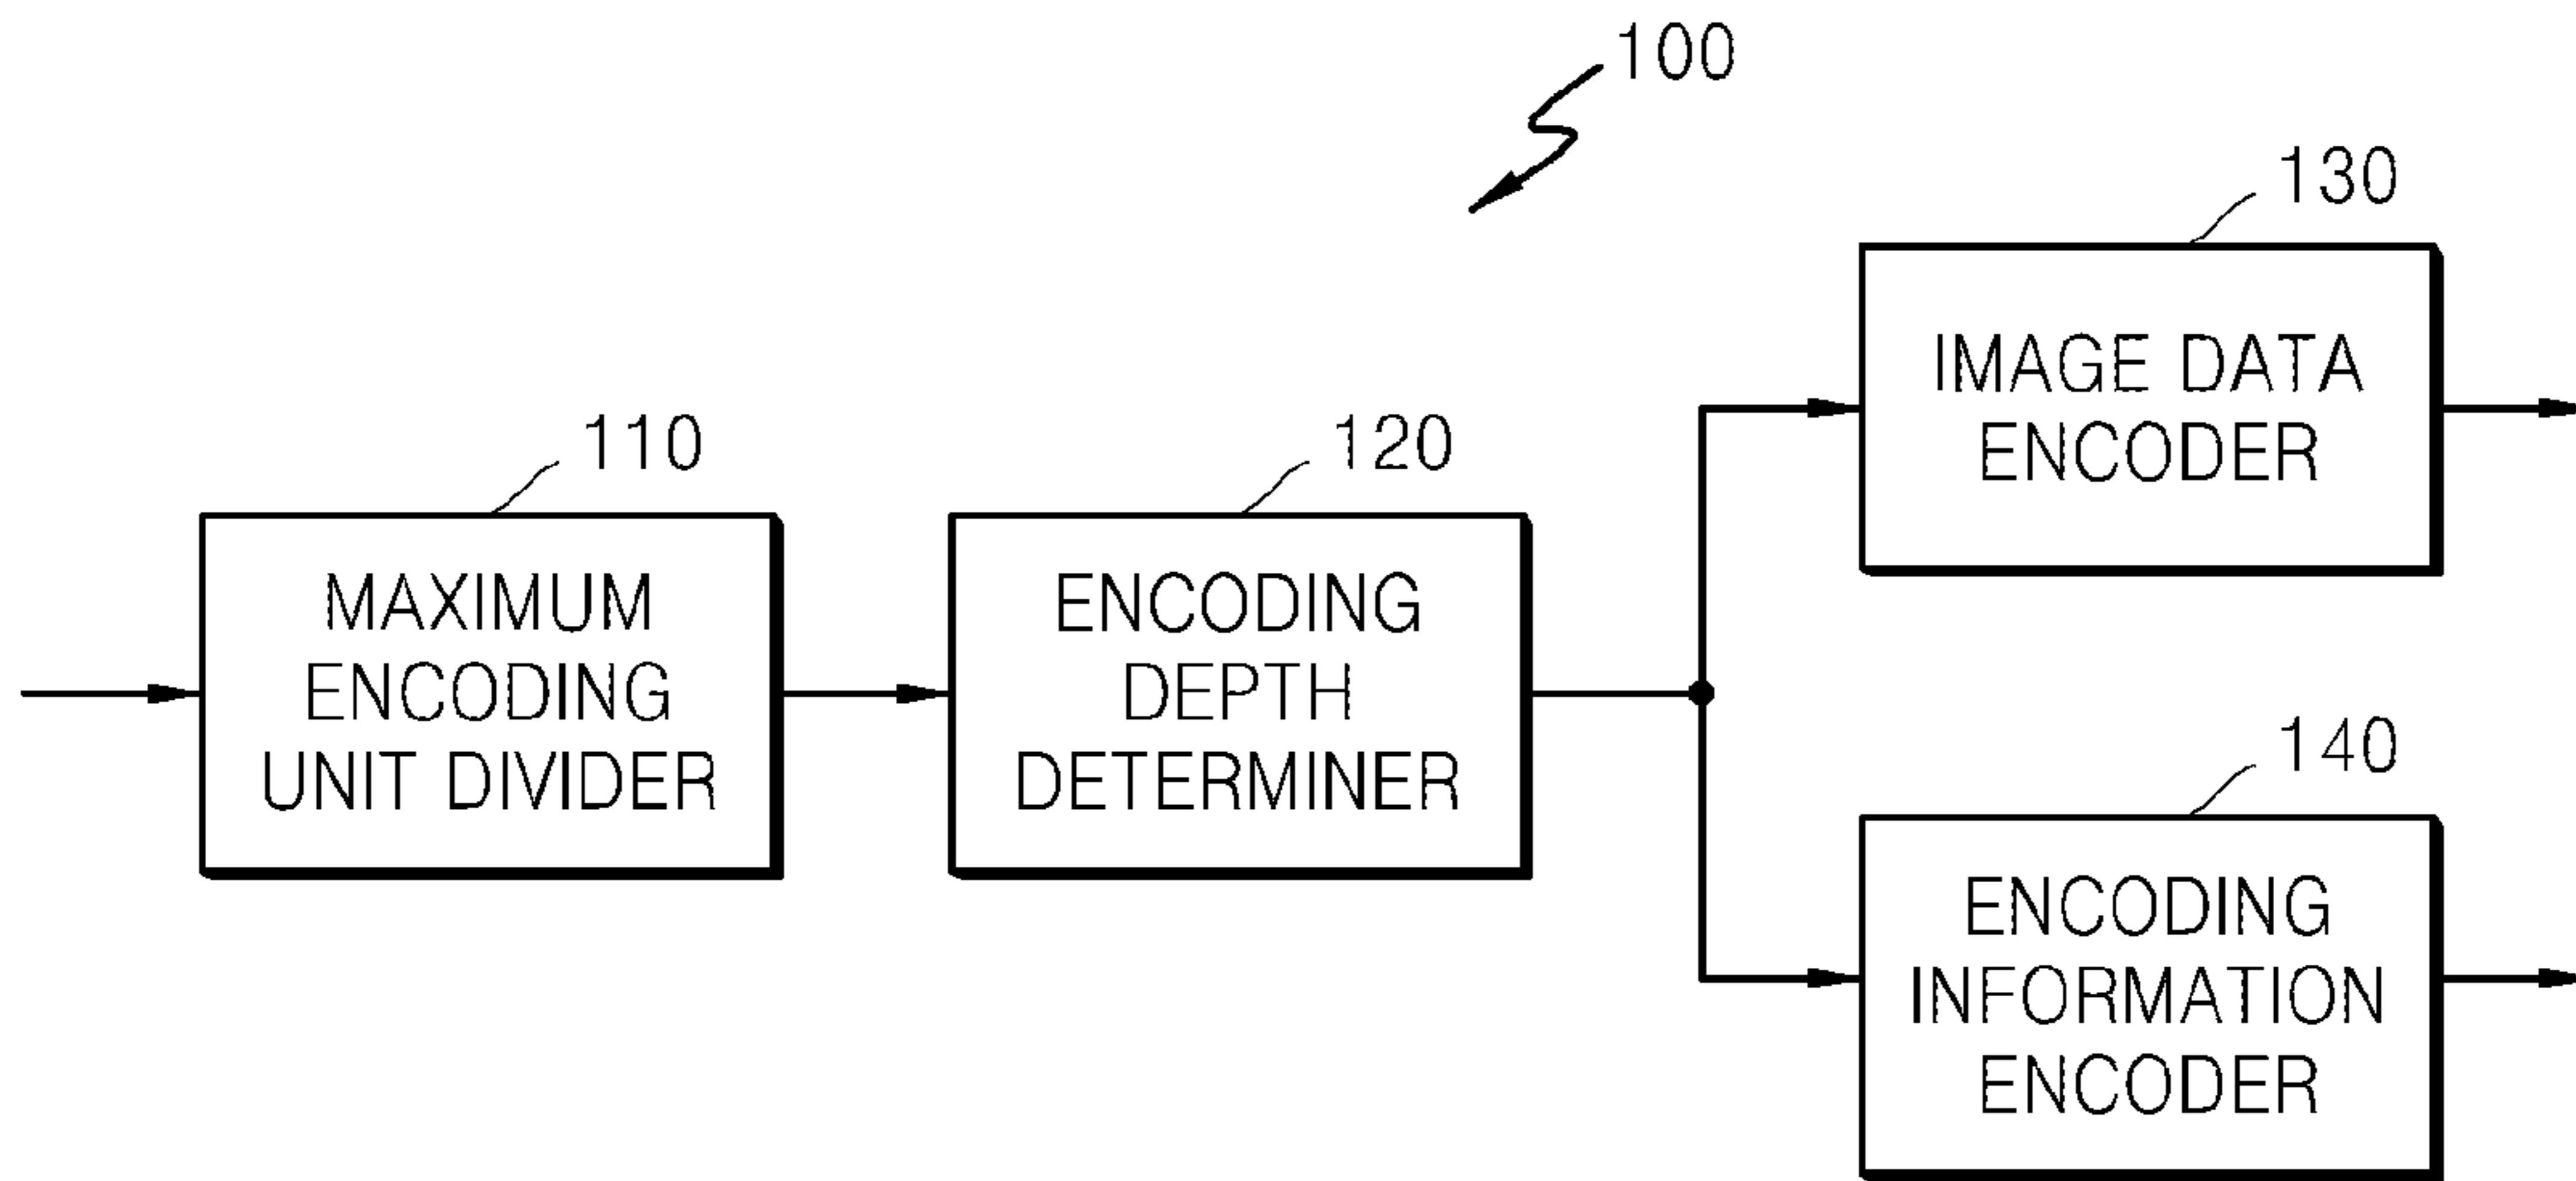 100
110
MAXIMUM
ENCODING
UNIT DIVIDER
120
ENCODING
DEPTH
DETERMINER
130
IMAGE DATA
ENCODER
140
ENCODING
INFORMATION
ENCODER